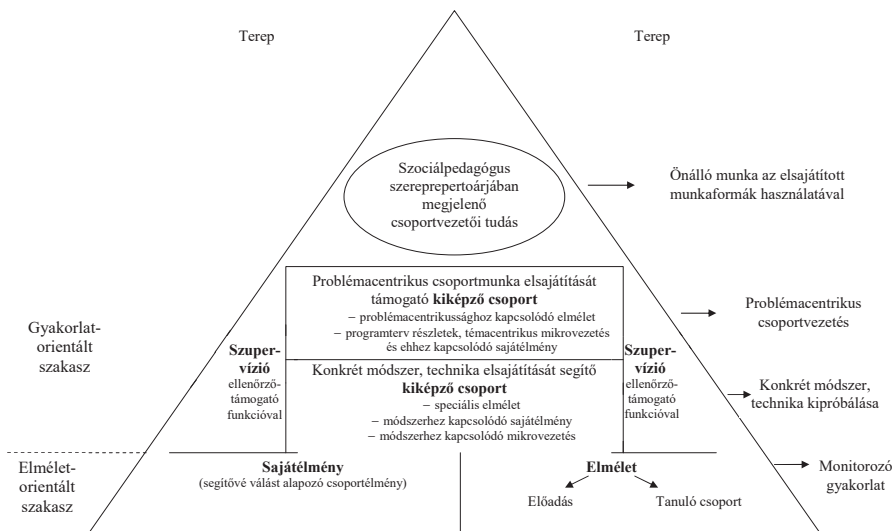 Terep
Terep
Szociálpedagógus
szereprepertoárjában
megjelenő
csoportvezetői tudás
Önálló munka az elsajátított
munkaformák használatával
Problémacentrikus csoportmunka elsajátítását
támogató kiképző csoport
– problémacentrikussághoz kapcsolódó elmélet
– programterv részletek, témacentrikus mikrovezetés
és ehhez kapcsolódó sajátélmény
Problémacentrikus
csoportvezetés
Gyakorlat-
orientált
szakasz
Szuper-
vízió
ellenőrző-
támogató
funkcióval
Konkrét módszer, technika elsajátítását segítő
kiképző csoport
– speciális elmélet
– módszerhez kapcsolódó sajátélmény
– módszerhez kapcsolódó mikrovezetés
Szuper-
vízió
ellenőrző-
támogató
funkcióval
Konkrét módszer,
technika kipróbálása
Elmélet-
orientált
szakasz
Sajátélmény
(segítővé válást alapozó csoportélmény)
Elmélet
Előadás
Tanuló csoport
Monitorozó
gyakorlat